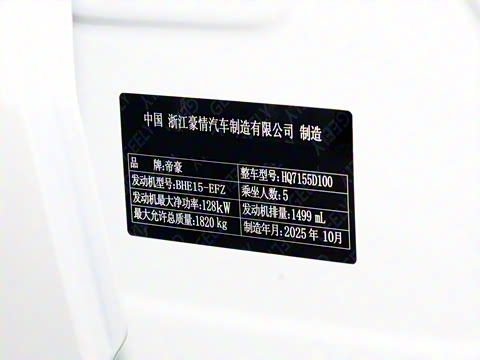 中国 浙江豪情汽车制造有限公司 制造
品 牌:帝豪 整车型号:HQ7155D100
发动机型号:BHE15-EFZ 乘坐人数:5
发动机最大净功率:128kW 发动机排量:1499 mL
最大允许总质量:1820 kg 制造年月:2025 年 10月